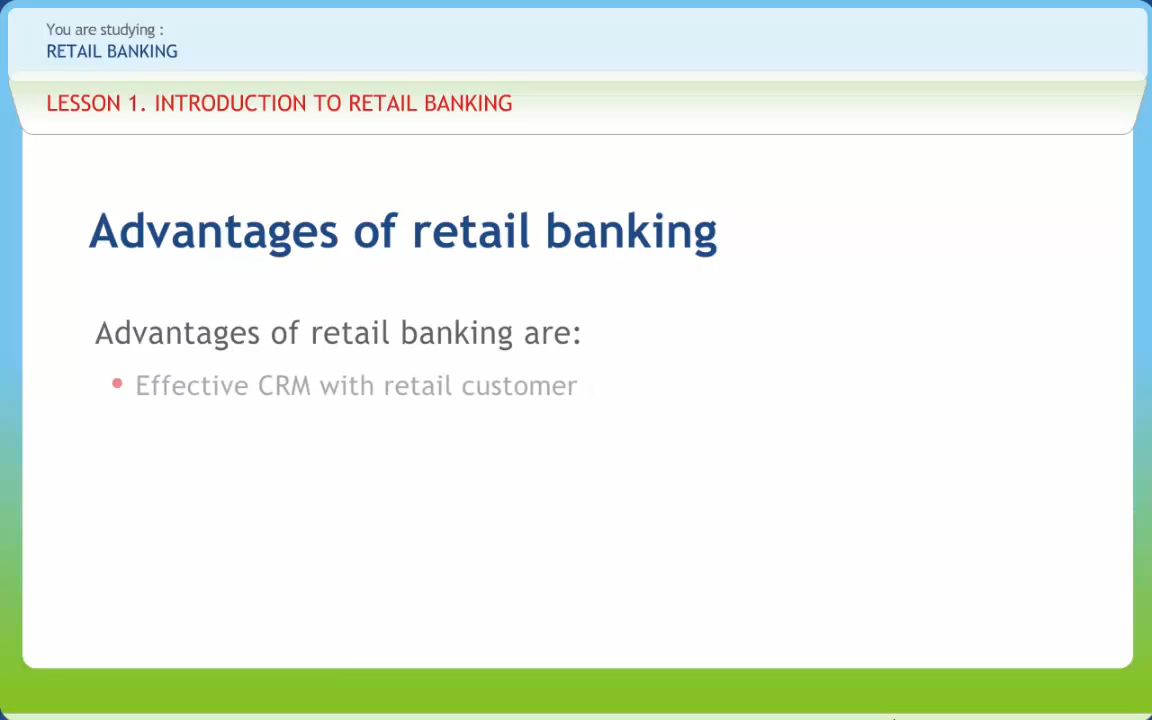 You are studying :
RETAIL BANKING
LESSON 1. INTRODUCTION TO RETAIL BANKING
Advantages of retail banking
Advantages of retail banking are:
• Effective CRM with retail customer